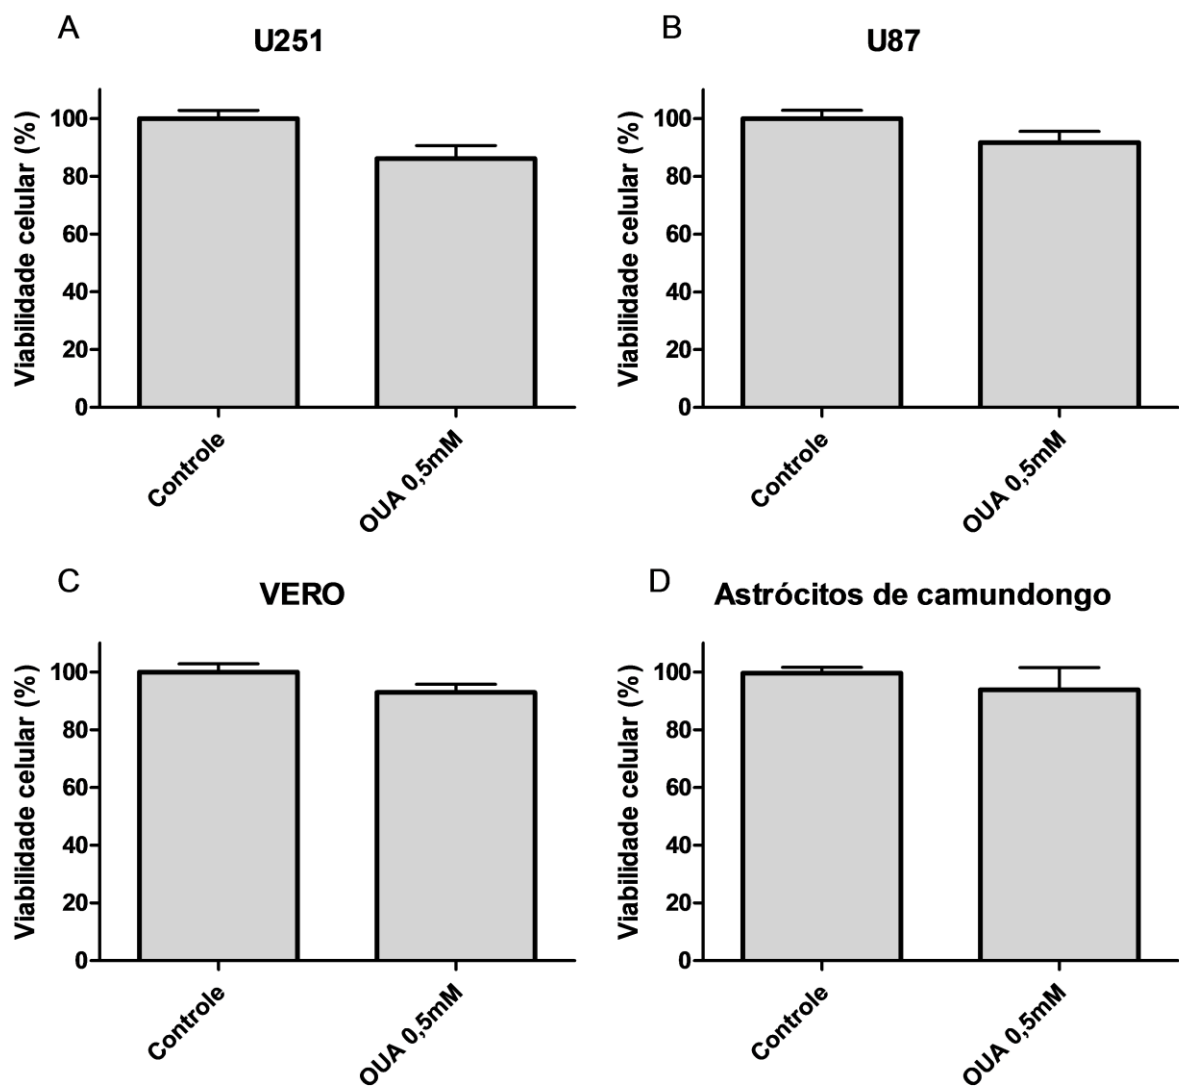 A
U251
Viabilidade celular (%)
100
80
60
40
20
0
Controle
OUA 0,5mM
B
U87
Viabilidade celular (%)
100
80
60
40
20
0
Controle
OUA 0,5mM
C
VERO
Viabilidade celular (%)
100
80
60
40
20
0
Controle
OUA 0,5mM
D
Astrócitos de camundongo
Viabilidade celular (%)
100
80
60
40
20
0
Controle
OUA 0,5mM